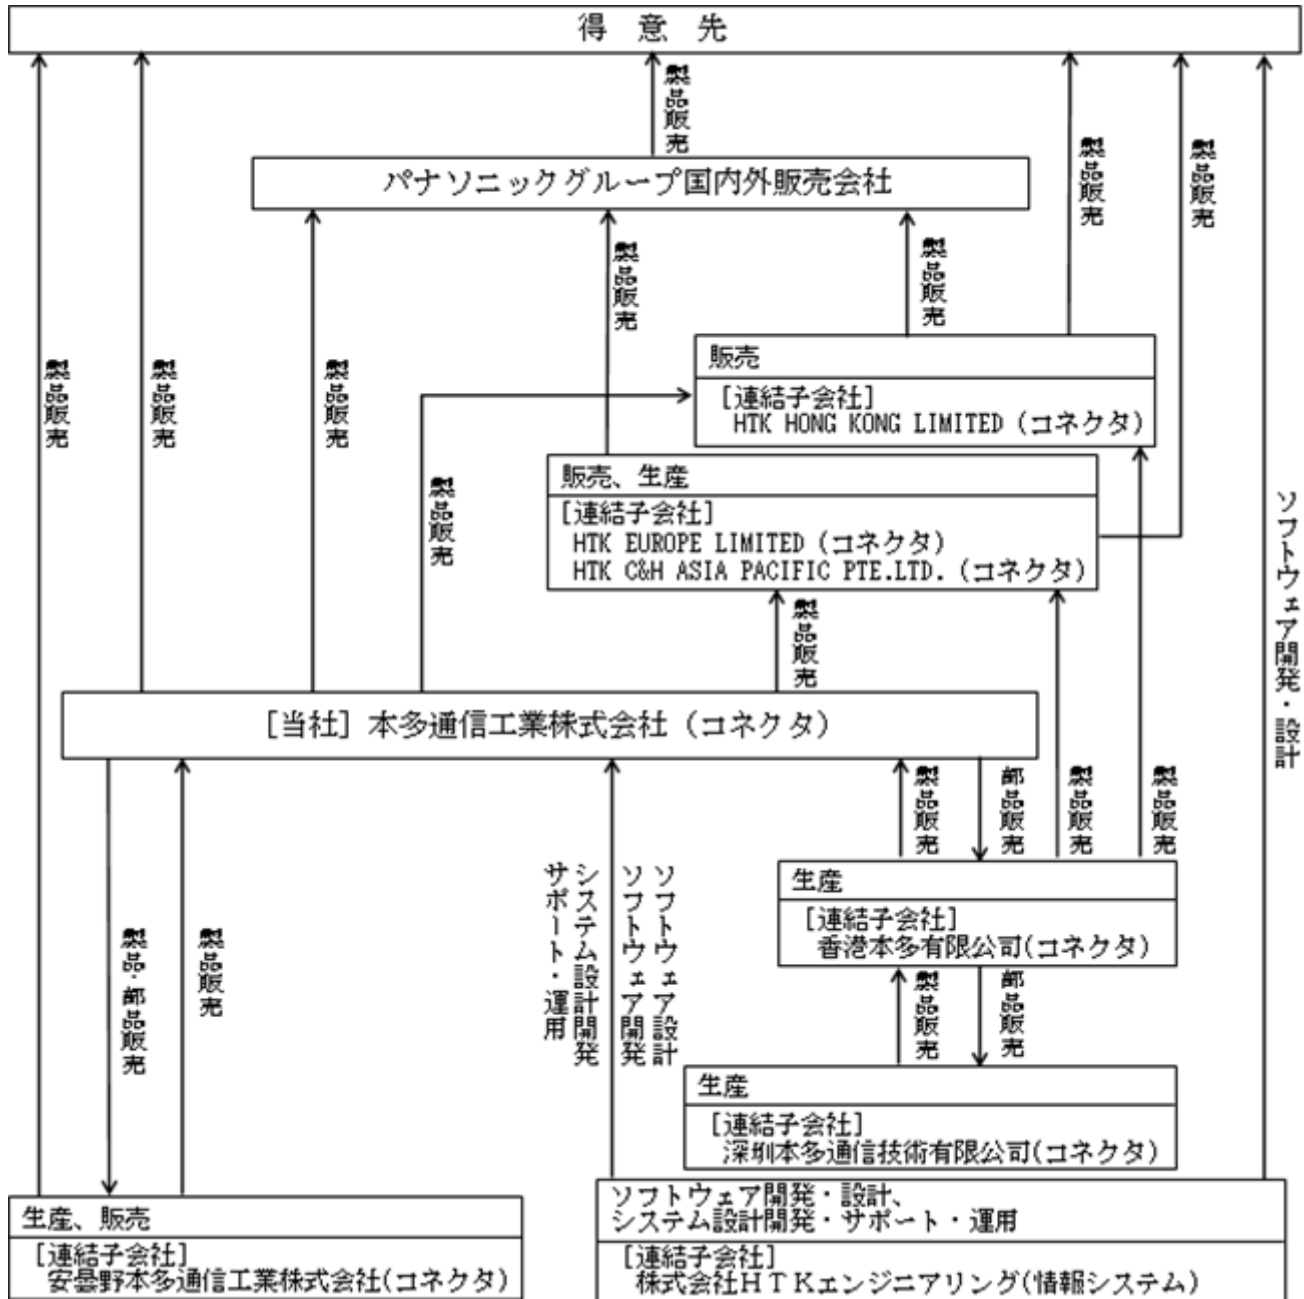 得意先
製品販売
パナソニックグループ国内外販売会社
製品販売
製品販売
製品販売
製品販売
製品販売
販売
[連結子会社]
HTK HONG KONG LIMITED (コネクタ)
製品販売
製品販売
製品販売
製品販売
販売、生産
[連結子会社]
HTK EUROPE LIMITED (コネクタ)
HTK C&H ASIA PACIFIC PTE.LTD. (コネクタ)
ソフトウェア開発・設計
製品販売
[当社] 本多通信工業株式会社 (コネクタ)
製品販売
部品販売
製品販売
製品販売
生産
[連結子会社]
香港本多有限公司(コネクタ)
製品・部品販売
製品販売
ソフトウェア設計
ソフトウェア開発
システム設計開発
サポート・運用
製品販売
部品販売
生産
[連結子会社]
深圳本多通信技術有限公司(コネクタ)
生産、販売
[連結子会社]
安曇野本多通信工業株式会社(コネクタ)
ソフトウェア開発・設計、
システム設計開発・サポート・運用
[連結子会社]
株式会社HTKエンジニアリング(情報システム)